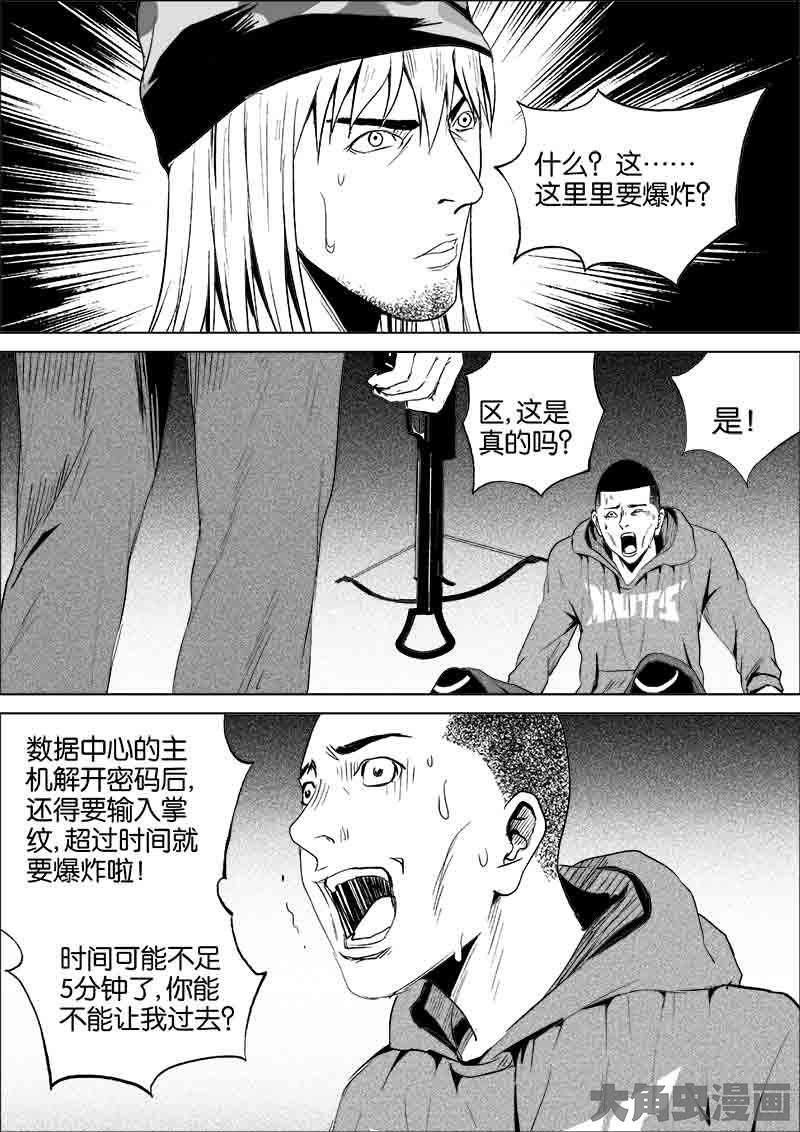 什么？这……
这里里要爆炸？
区，这是
真的吗？
是！
数据中心的主
机解开密码后，
还得要输入掌
纹，超过时间就
要爆炸啦！
时间可能不足
5分钟了，你能
不能让我过去？
大角虫漫画